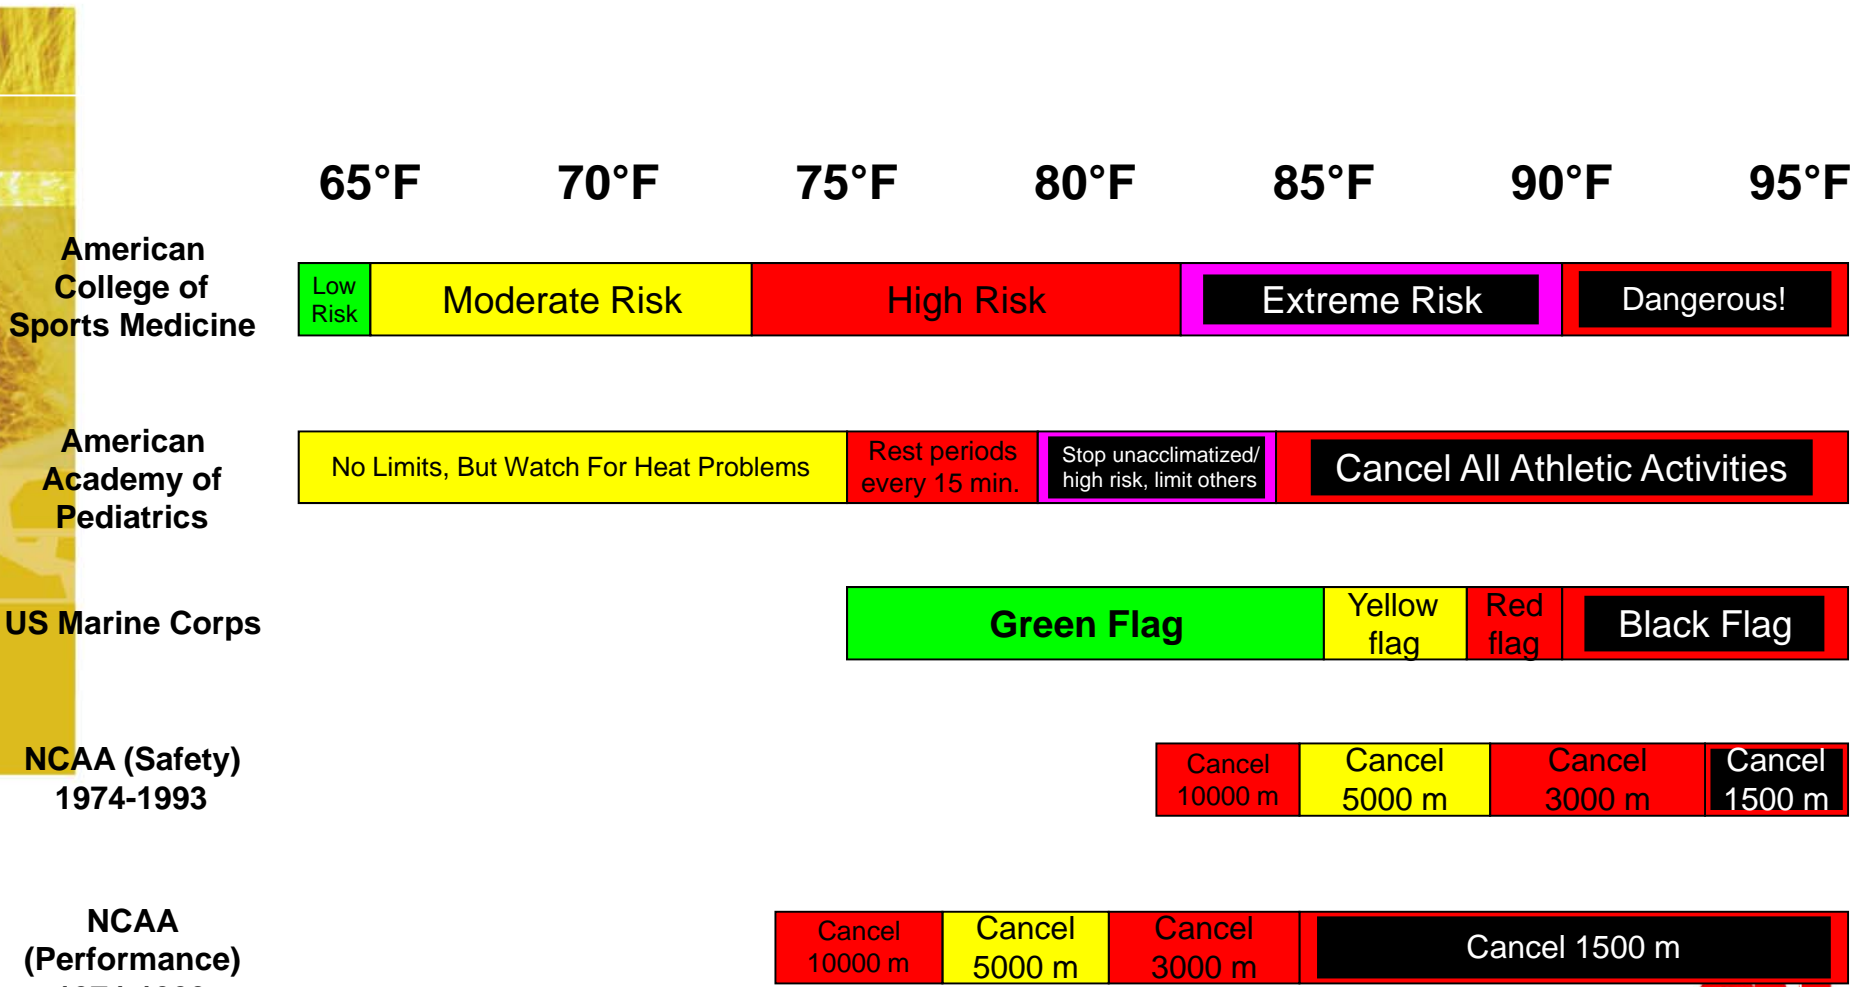 65°F 70°F 75°F 80°F 85°F 90°F 95°F
American
College of
Sports Medicine
Low
Risk
Moderate Risk
High Risk
Extreme Risk
Dangerous!
American
Academy of
Pediatrics
No Limits, But Watch For Heat Problems
Rest periods
every 15 min.
Stop unacclimatized/
high risk, limit others
Cancel All Athletic Activities
US Marine Corps
Green Flag
Yellow
flag
Red
flag
Black Flag
NCAA (Safety)
1974-1993
Cancel
10000 m
Cancel
5000 m
Cancel
3000 m
Cancel
1500 m
NCAA
(Performance)
Cancel
10000 m
Cancel
5000 m
Cancel
3000 m
Cancel 1500 m